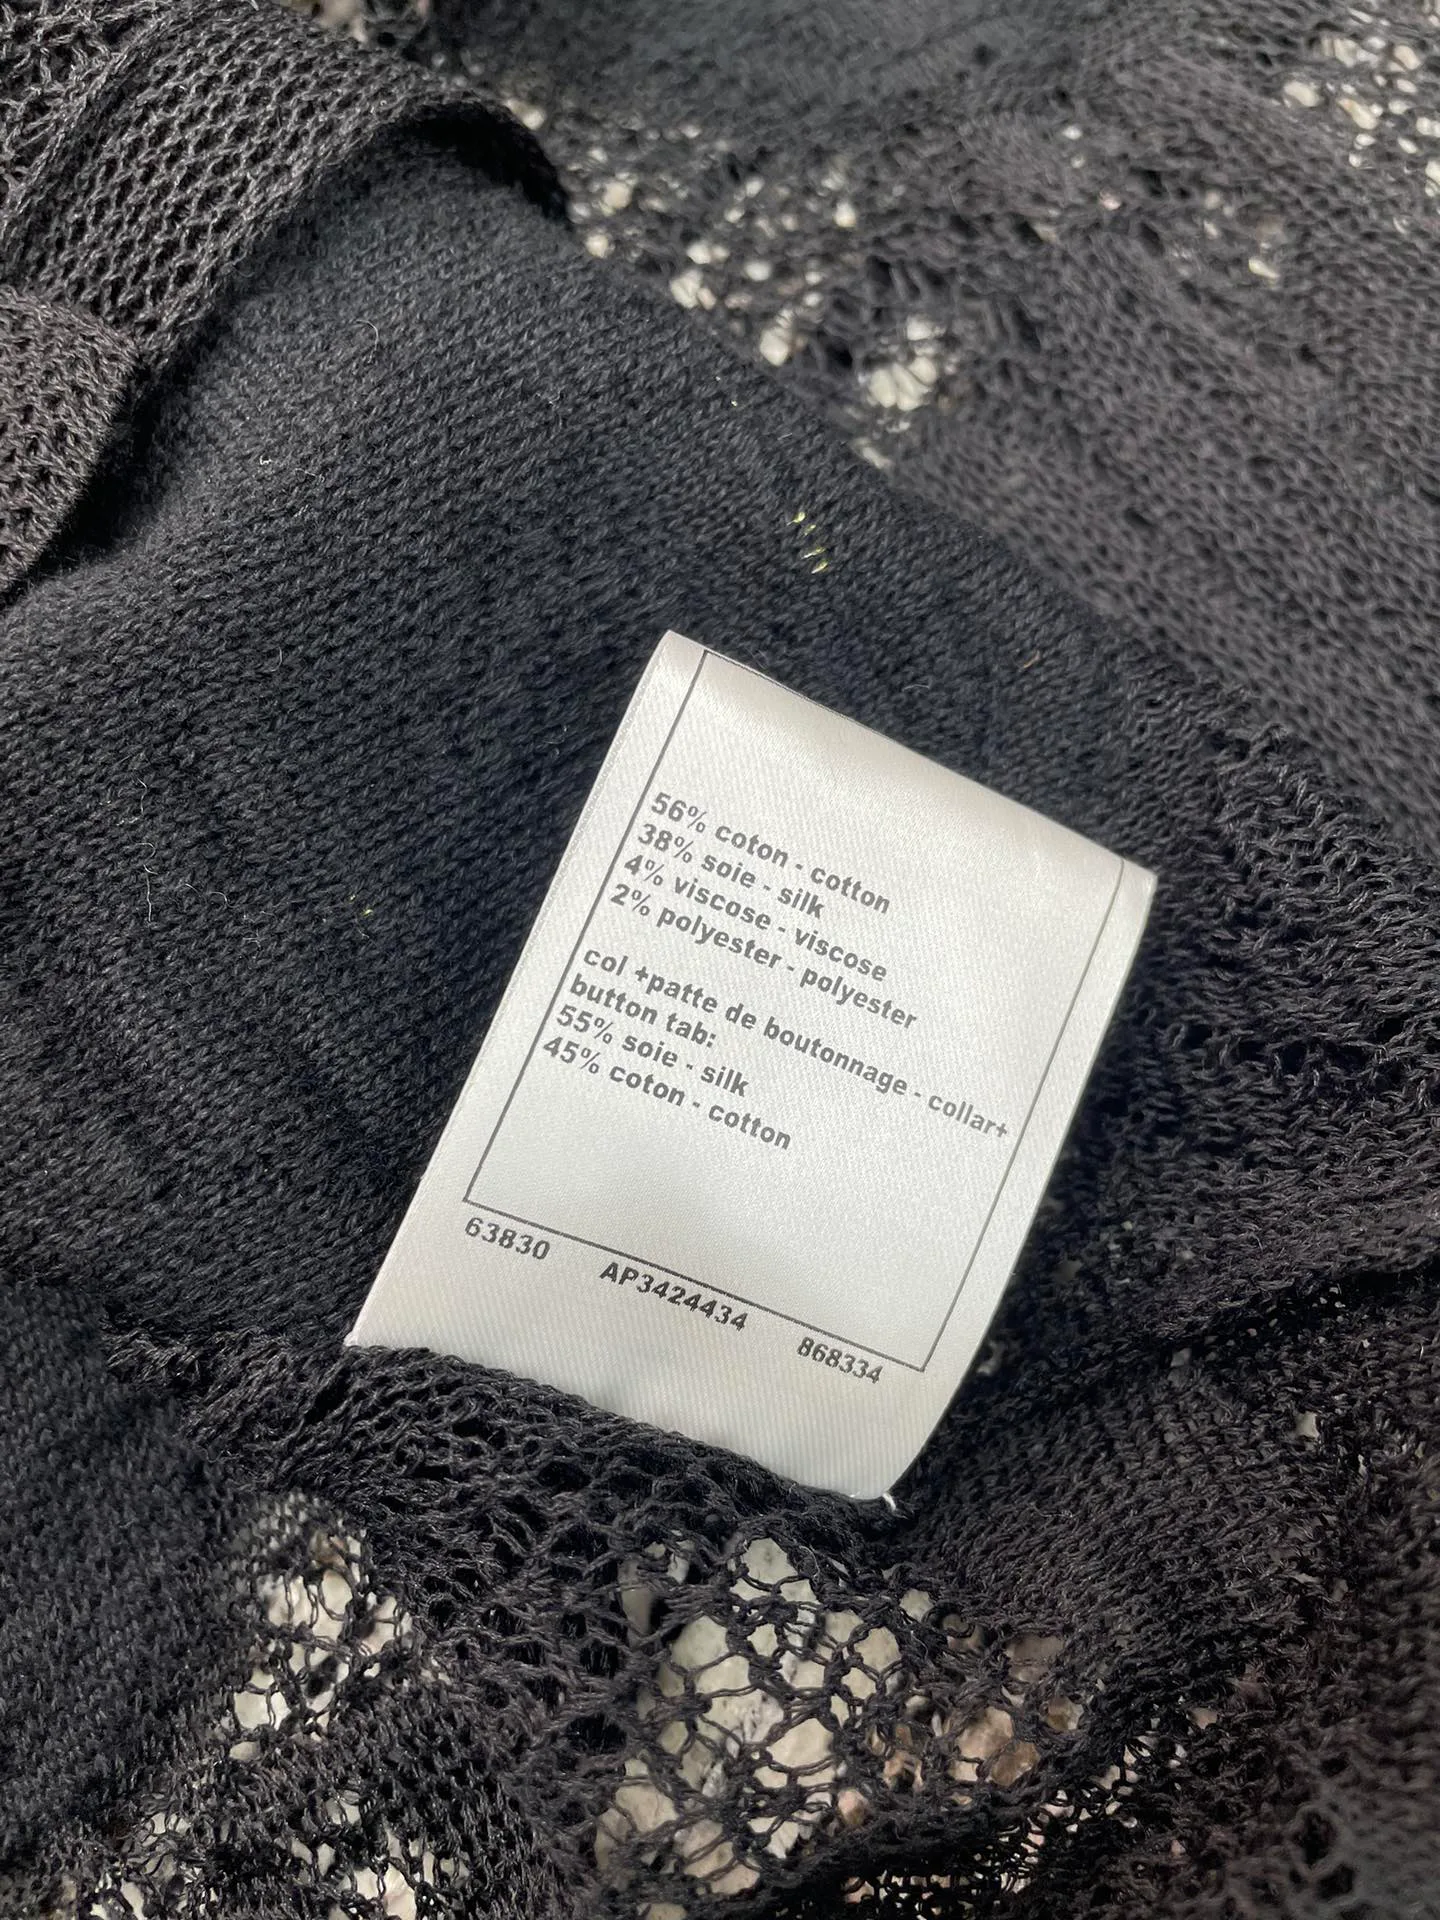 56% coton - cotton
38% soie - silk
4% viscose - viscose
2% polyester - polyester
col +patte de boutonnage - collar+
button tab:
55% soie - silk
45% coton - cotton
63830 AP3424434 868334